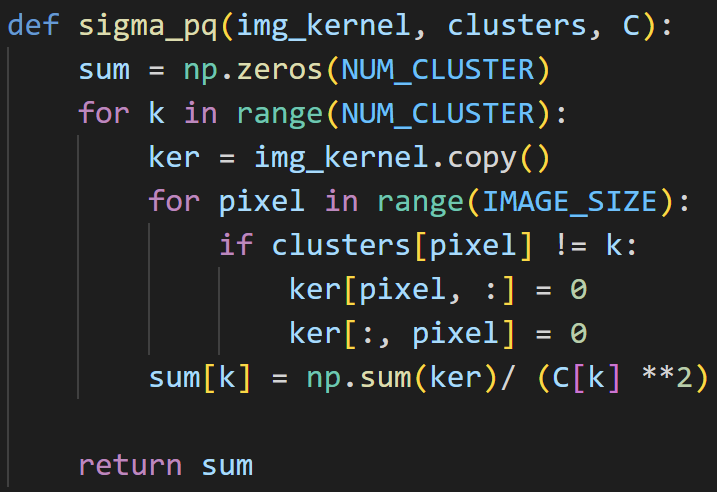 def sigma_pq(img_kernel, clusters, C):
    sum = np.zeros(NUM_CLUSTER)
    for k in range(NUM_CLUSTER):
        ker = img_kernel.copy()
        for pixel in range(IMAGE_SIZE):
            if clusters[pixel] != k:
                ker[pixel, :] = 0
                ker[:, pixel] = 0
        sum[k] = np.sum(ker)/ (C[k] **2)
    return sum